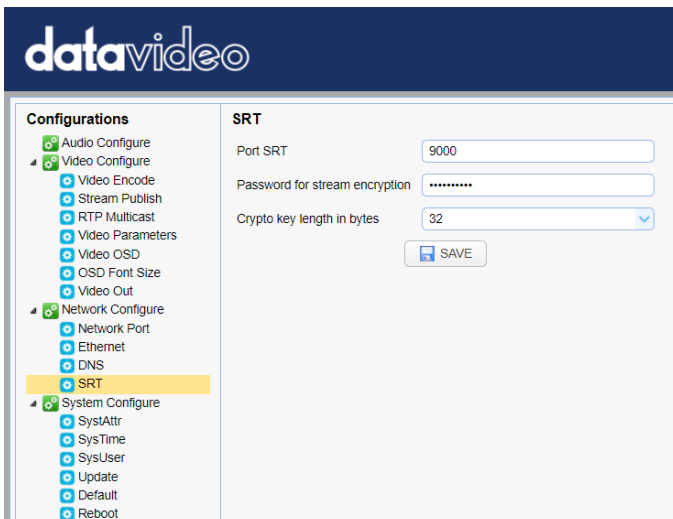 datavideo
Configurations
Audio Configure
Video Configure
Video Encode
Stream Publish
RTP Multicast
Video Parameters
Video OSD
OSD Font Size
Video Out
Network Configure
Network Port
Ethernet
DNS
SRT
System Configure
SystAttr
SysTime
SysUser
Update
Default
Reboot
SRT
Port SRT 9000
Password for stream encryption ••••••••••
Crypto key length in bytes 32
SAVE